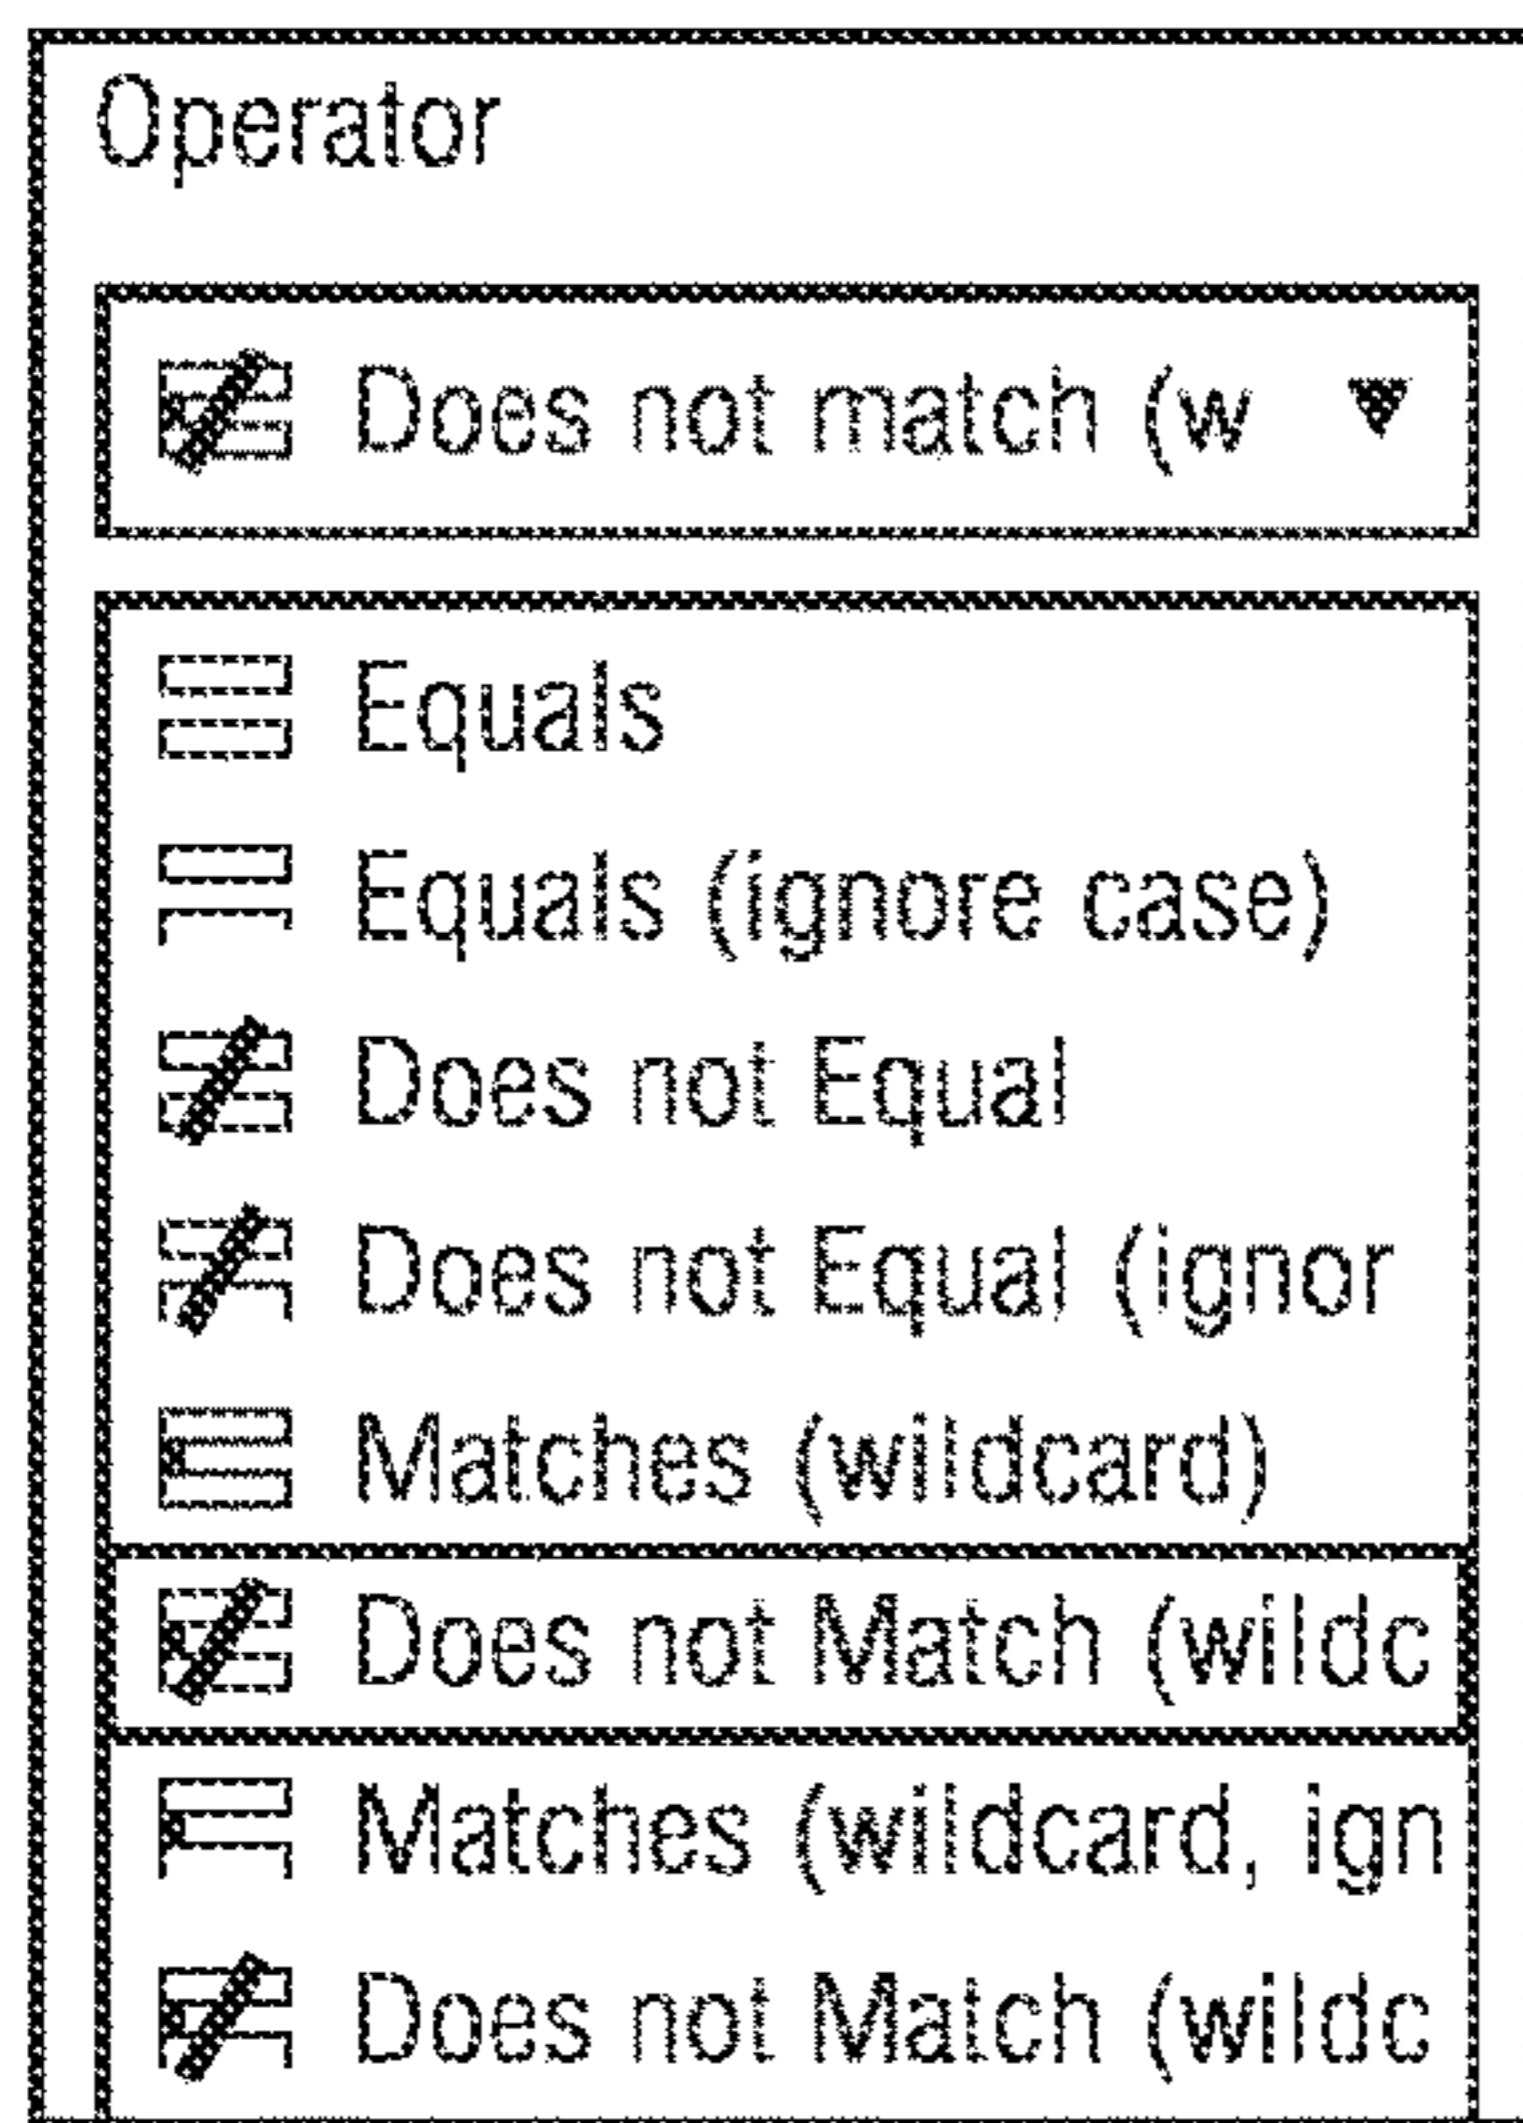 Operator
Does not match (w
Equals
Equals (ignore case)
Does not Equal
Does not Equal (ignor
Matches (wildcard)
Does not Match (wildc
Matches (wildcard, ign
Does not Match (wildc